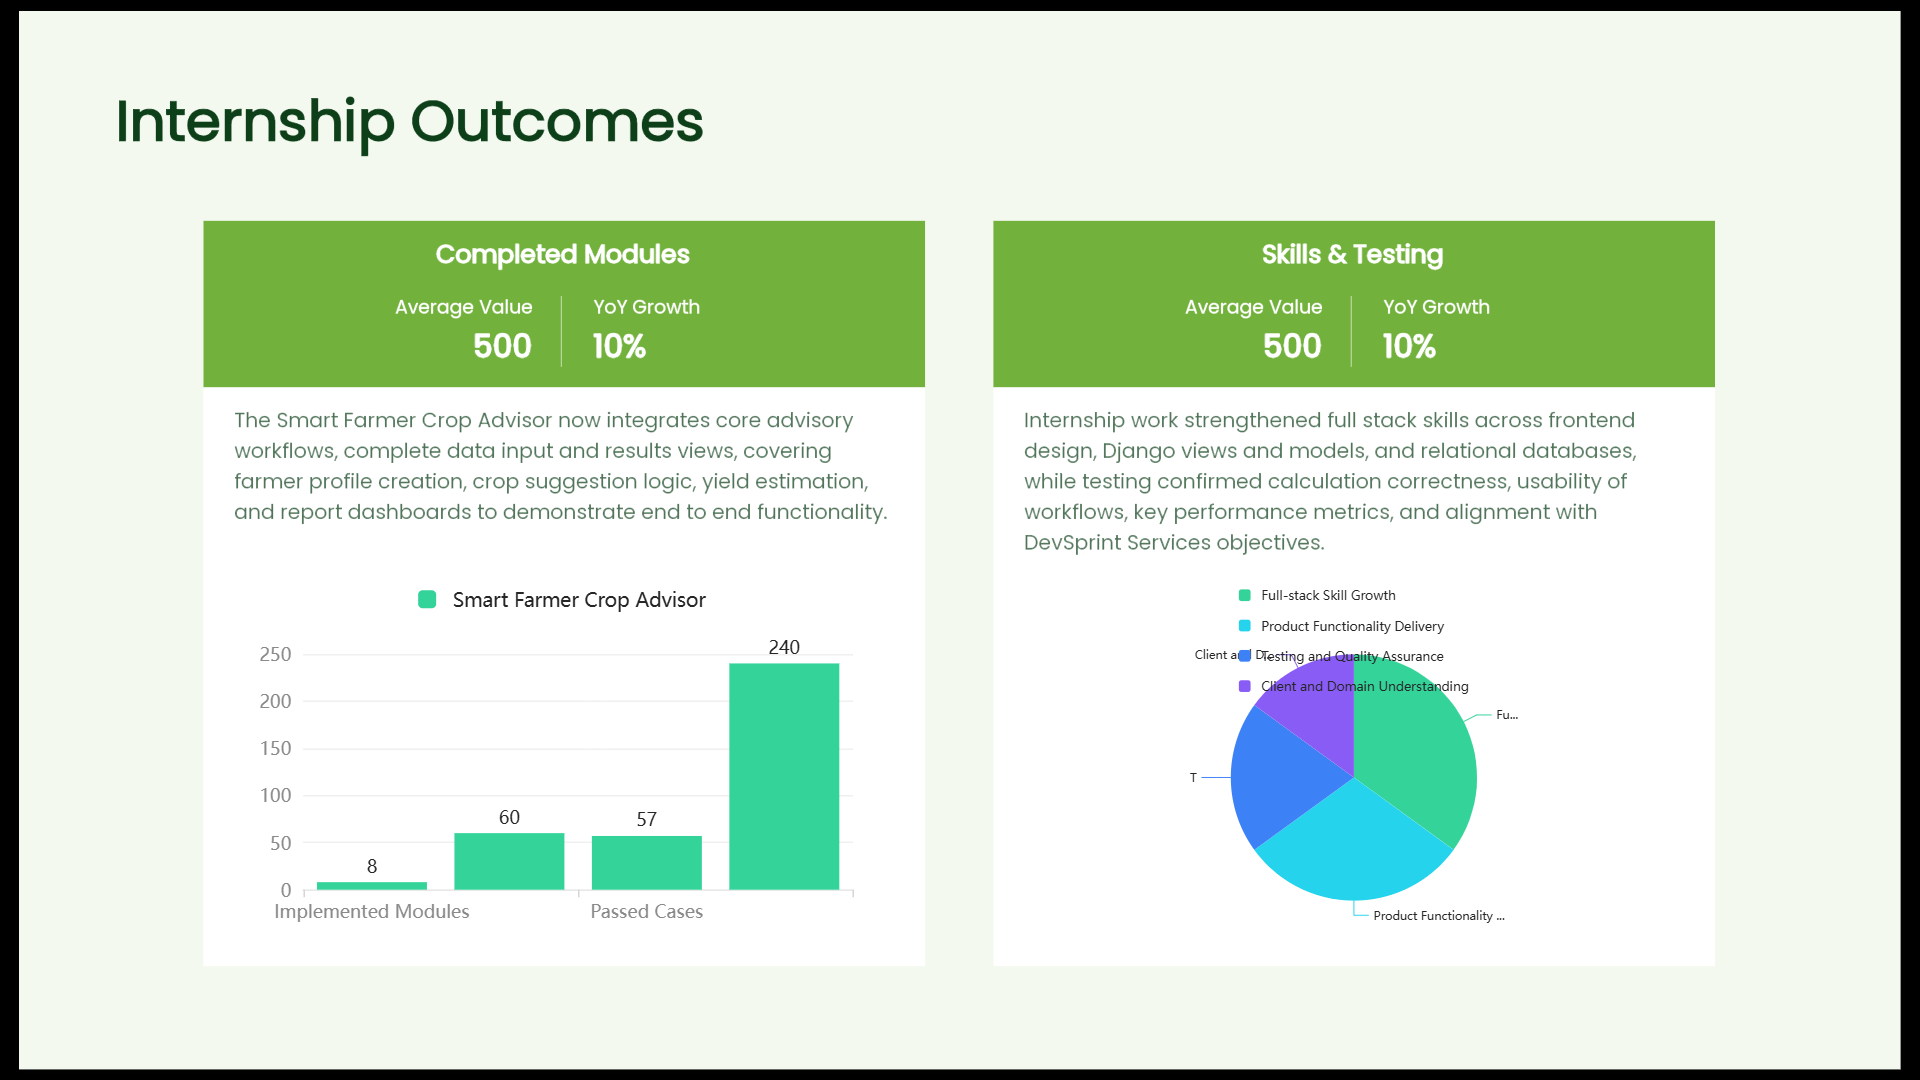 Internship Outcomes
Completed Modules
Average Value
YoY Growth
500
10%
The Smart Farmer Crop Advisor now integrates core advisory
workflows, complete data input and results views, covering
farmer profile creation, crop suggestion logic, yield estimation,
and report dashboards to demonstrate end to end functionality.
Smart Farmer Crop Advisor
250
200
150
100
50
0
8
60
57
240
Implemented Modules
Passed Cases
Skills & Testing
Average Value
YoY Growth
500
10%
Internship work strengthened full stack skills across frontend
design, Django views and models, and relational databases,
while testing confirmed calculation correctness, usability of
workflows, key performance metrics, and alignment with
DevSprint Services objectives.
Full-stack Skill Growth
Product Functionality Delivery
Testing and Quality Assurance
Client and Domain Understanding
Client and D...
Fu...
T
Product Functionality ...